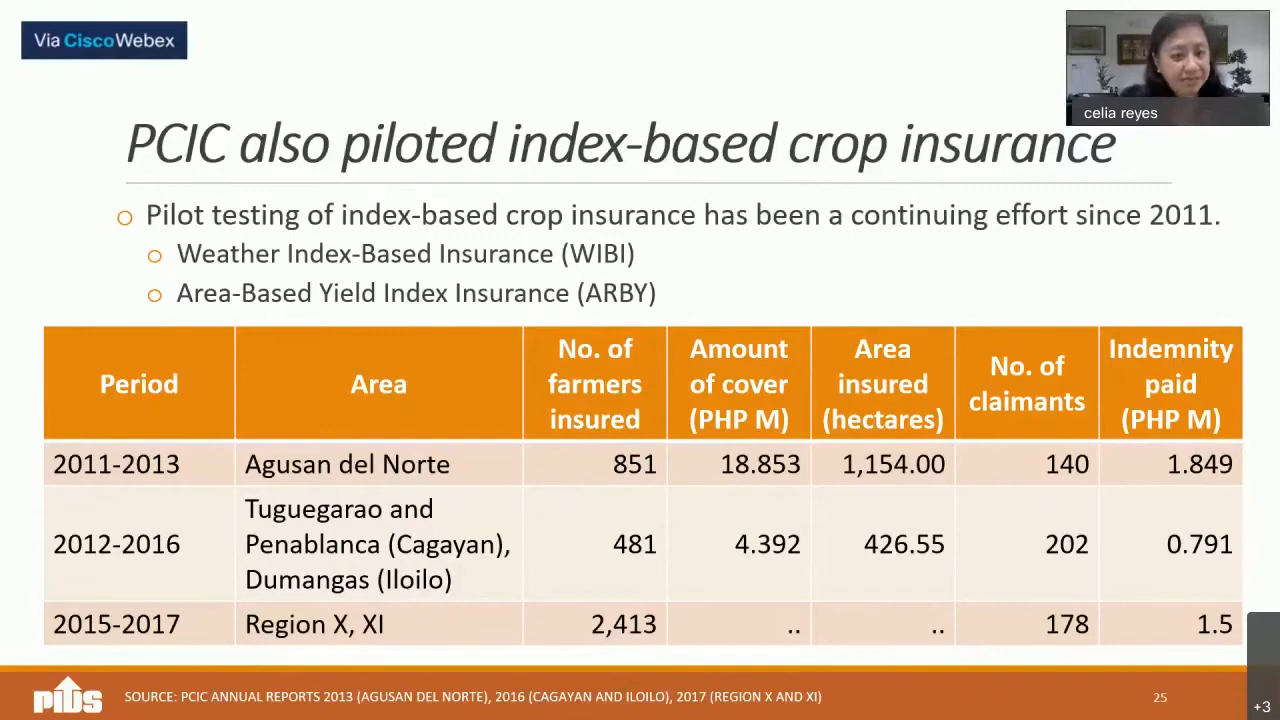 Via CiscoWebex
celia reyes
PCIC also piloted index-based crop insurance
o Pilot testing of index-based crop insurance has been a continuing effort since 2011.
o Weather Index-Based Insurance (WIBI)
o Area-Based Yield Index Insurance (ARBY)
Period Area No. of farmers insured Amount of cover (PHP M) Area insured (hectares) No. of claimants Indemnity paid (PHP M)
2011-2013 Agusan del Norte 851 18.853 1,154.00 140 1.849
2012-2016 Tuguegarao and Penablanca (Cagayan), Dumangas (Iloilo) 481 4.392 426.55 202 0.791
2015-2017 Region X, XI 2,413 .. .. 178 1.5
PIDS
SOURCE: PCIC ANNUAL REPORTS 2013 (AGUSAN DEL NORTE), 2016 (CAGAYAN AND ILOILO), 2017 (REGION X AND XI)
25
+3